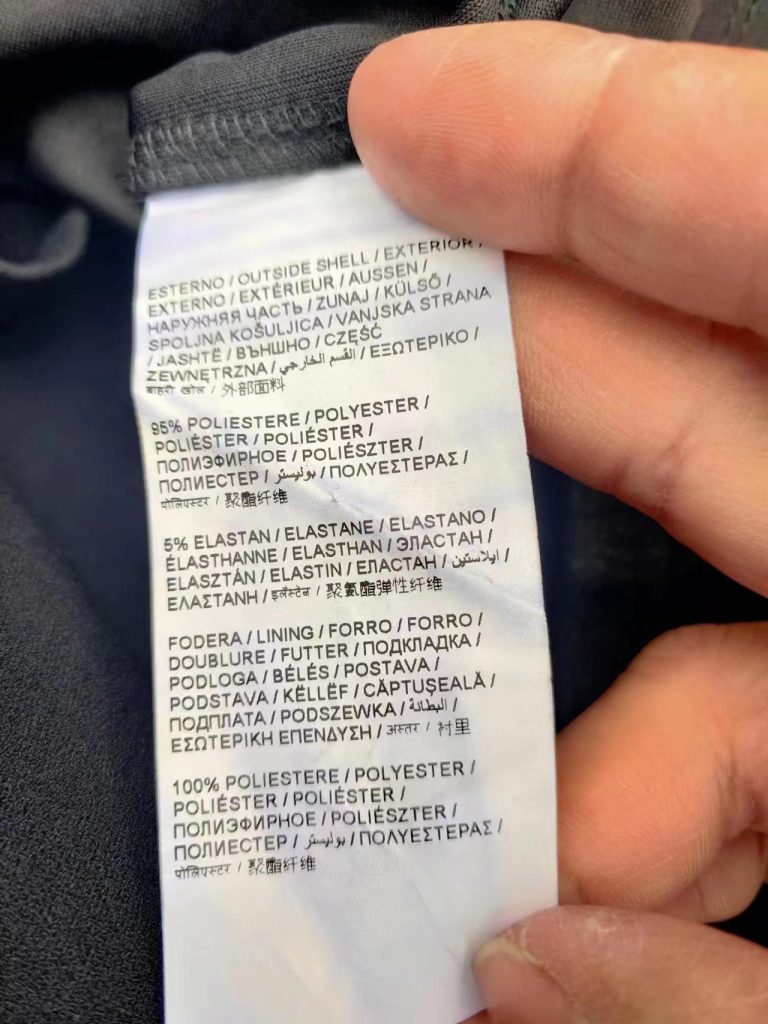 ESTERNO / OUTSIDE SHELL / EXTERIOR /
EXTERNO / EXTÉRIEUR / AUSSEN /
НАРУЖНЯЯ ЧАСТЬ / ZUNAJ / KÜLSŐ /
SPOLJNA KOŠULJICA / VANJSKA STRANA
/ JASHTË / ВЪНШНО / CZĘŚĆ
ZEWNĘTRZNA / القسم الخارجي / ΕΞΩΤΕΡΙΚΟ /
बाहरी खोल / 外部面料
95% POLIESTERE / POLYESTER /
POLIÉSTER / POLIÉSTER /
ПОЛИЭФИРНОЕ / POLIÉSZTER /
ПОЛИЕСТЕР / بوليستر / ΠΟΛΥΕΣΤΕΡΑΣ /
पोलिएस्टर / 聚酯纤维
5% ELASTAN / ELASTANE / ELASTANO /
ÉLASTHANNE / ELASTHAN / ЭЛАСТАН /
ELASZTÁN / ELASTIN / ЕЛАСТАН / ايلاستين /
ΕΛΑΣΤΑΝΗ / इलैस्टेन / 聚氨酯弹性纤维
FODERA / LINING / FORRO / FORRO /
DOUBLURE / FUTTER / ПОДКЛАДКА /
PODLOGA / BÉLÉS / POSTAVA /
PODSTAVA / KËLLËF / CĂPTUŞEALĂ /
ПОДПЛАТА / PODSZEWKA / البطانة /
ΕΣΩΤΕΡΙΚΗ ΕΠΕΝΔΥΣΗ / अस्तर / 衬里
100% POLIESTERE / POLYESTER /
POLIÉSTER / POLIÉSTER /
ПОЛИЭФИРНОЕ / POLIÉSZTER /
ПОЛИЕСТЕР / بوليستر / ΠΟΛΥΕΣΤΕΡΑΣ /
पोलिएस्टर / 聚酯纤维